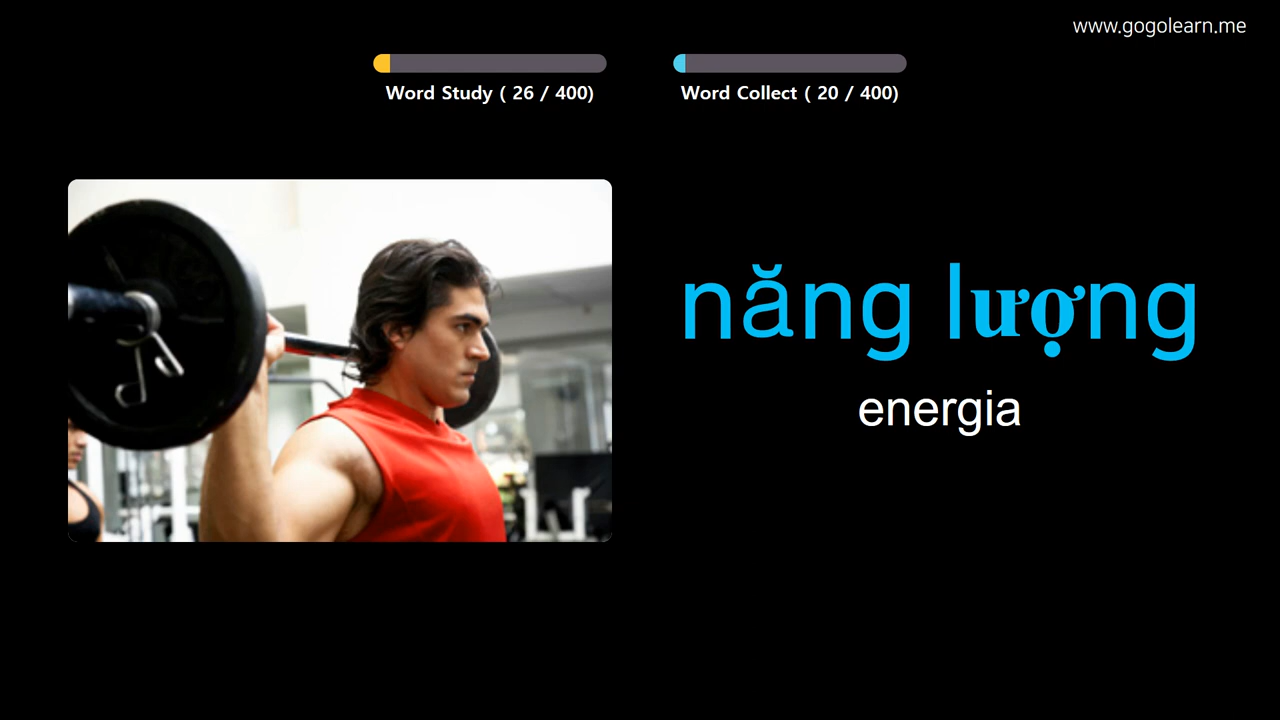 www.gogolearn.me
Word Study ( 26 / 400)
Word Collect ( 20 / 400)
năng lượng
energia